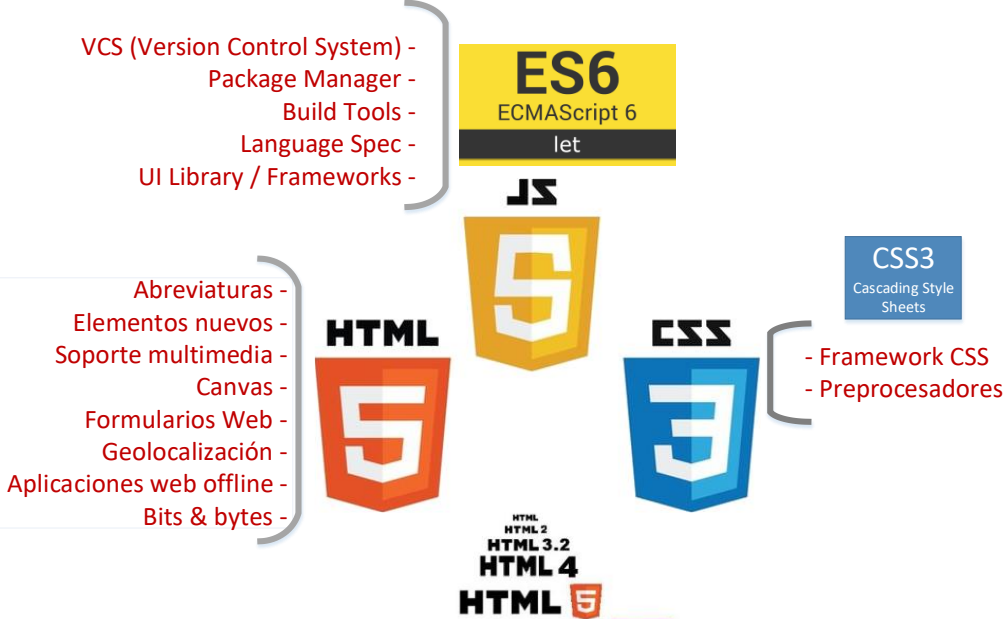 VCS (Version Control System) -
Package Manager -
Build Tools -
Language Spec -
UI Library / Frameworks -
ES6
ECMAScript 6
let
JS
5
Abreviaturas -
Elementos nuevos -
Soporte multimedia -
Canvas -
Formularios Web -
Geolocalización -
Aplicaciones web offline -
Bits & bytes -
HTML
5
CSS
3
CSS3
Cascading Style
Sheets
- Framework CSS
- Preprocesadores
HTML
HTML 2
HTML 3.2
HTML 4
HTML 5